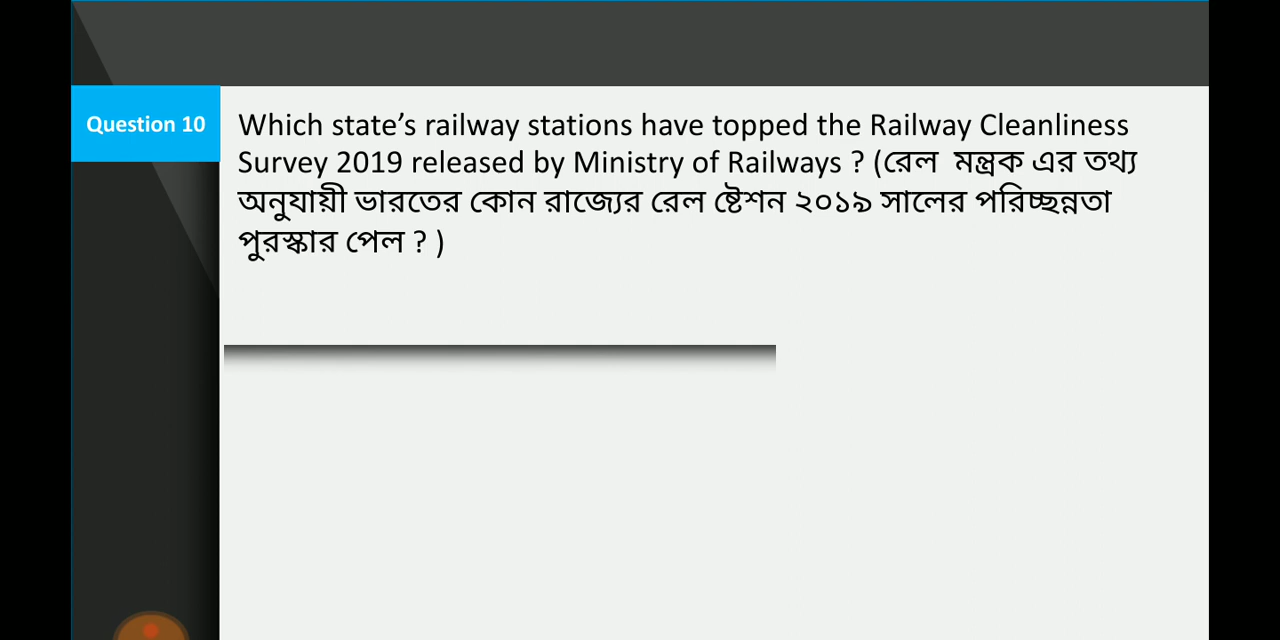 Question 10
Which state’s railway stations have topped the Railway Cleanliness
Survey 2019 released by Ministry of Railways ? (রেল মন্ত্রক এর তথ্য
অনুযায়ী ভারতের কোন রাজ্যের রেল ষ্টেশন ২০১৯ সালের পরিচ্ছন্নতা
পুরস্কার পেল ? )